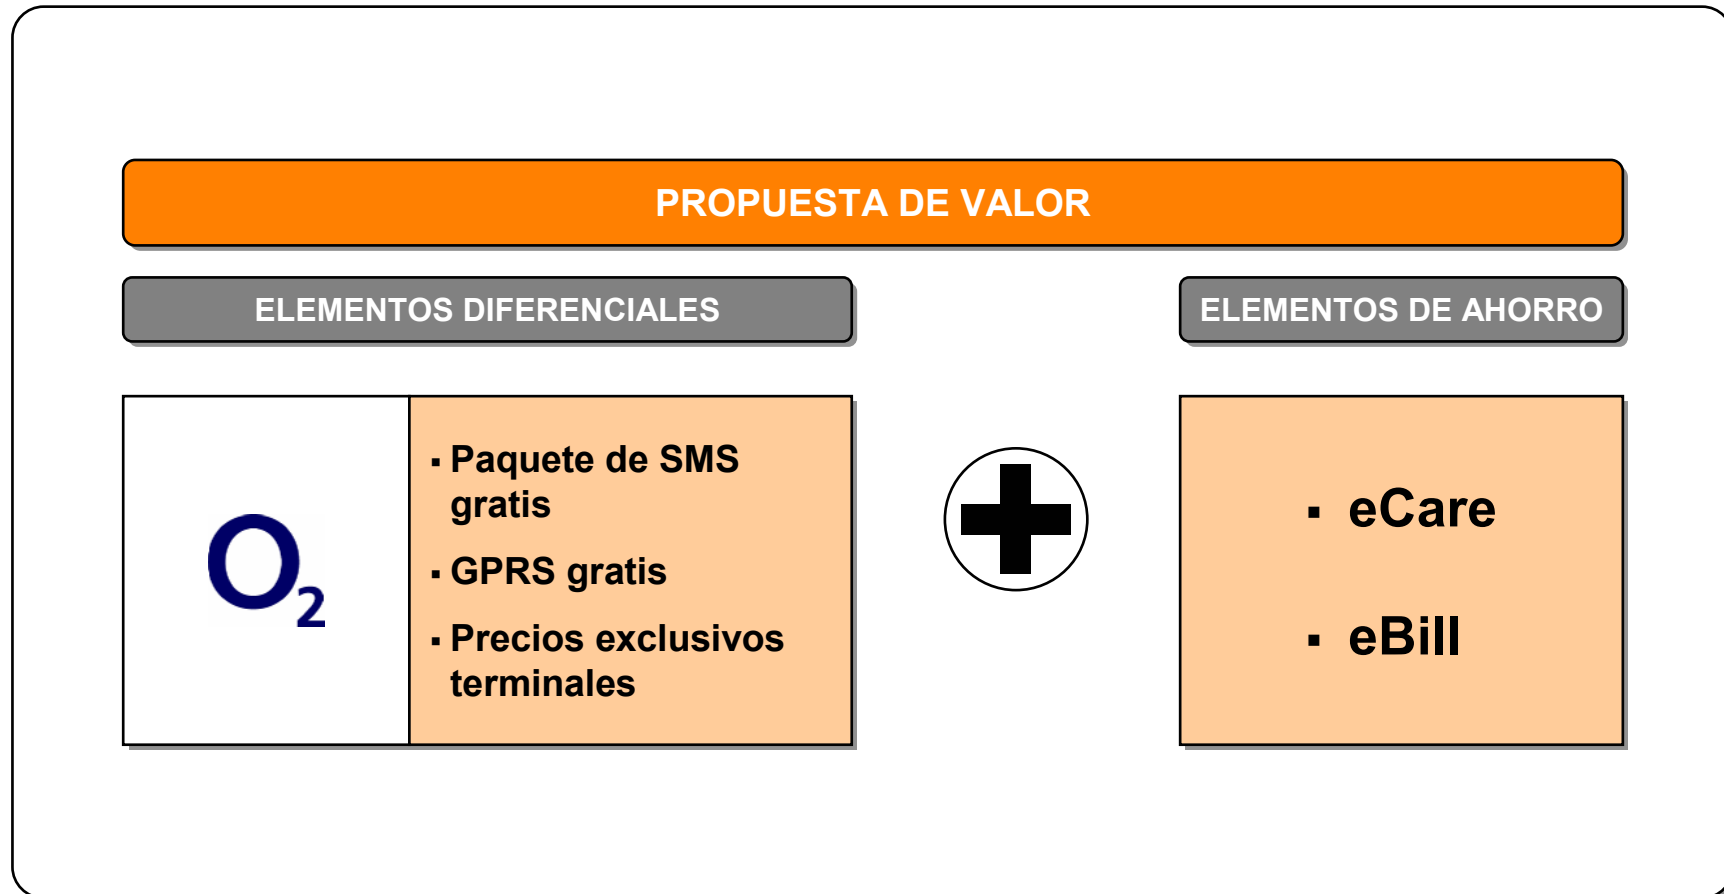 PROPUESTA DE VALOR
ELEMENTOS DIFERENCIALES
ELEMENTOS DE AHORRO
O2
▪ Paquete de SMS
gratis
▪ GPRS gratis
▪ Precios exclusivos
terminales
▪ eCare
▪ eBill